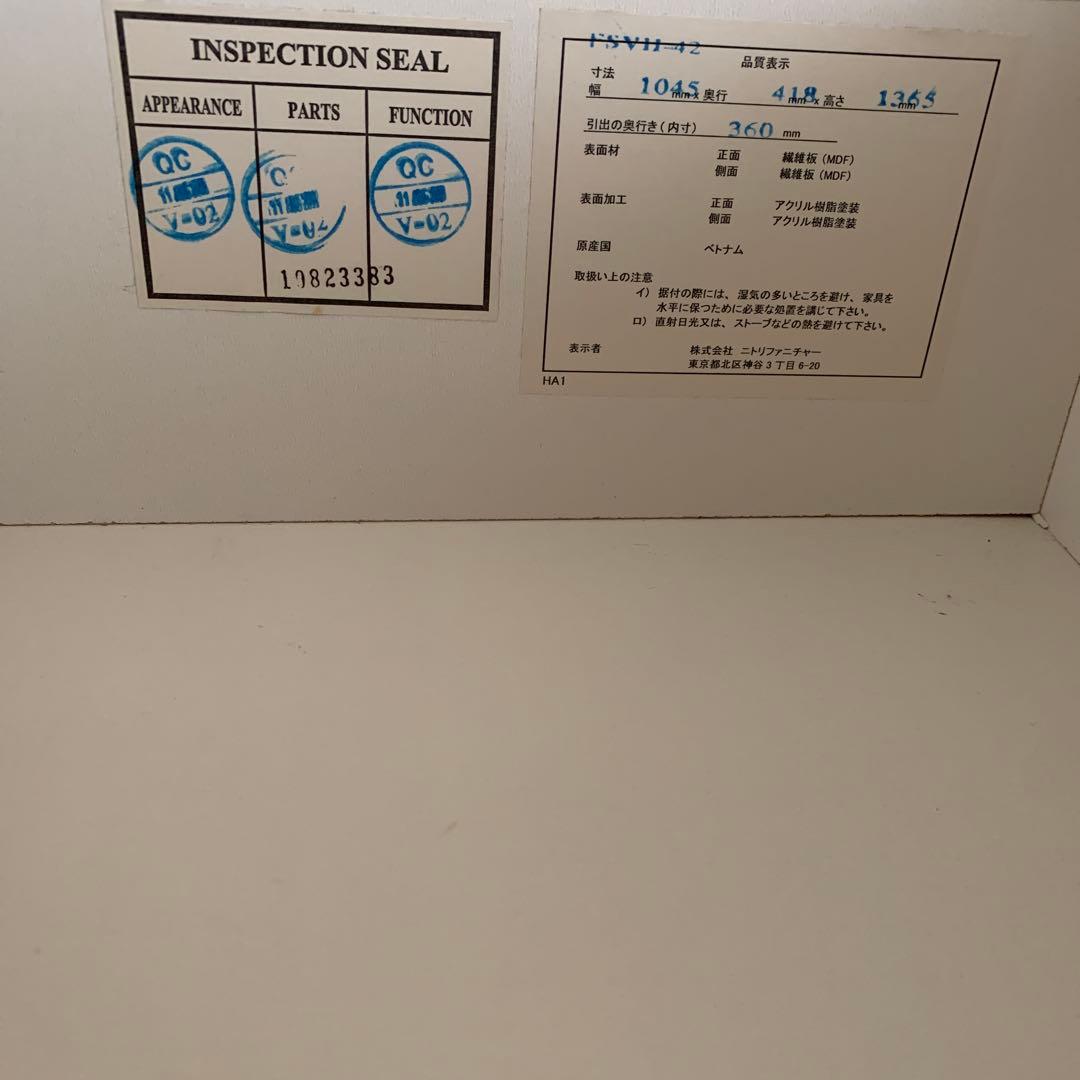 INSPECTION SEAL
APPEARANCE PARTS FUNCTION
QC QC QC
V-02 V-02 V-02
10823383
FSVH-42
品質表示
寸法
幅 1045 mm x 奥行 418 mm x 高さ 1365 mm
引出の奥行き(内寸) 360 mm
表面材 正面 繊維板(MDF)
側面 繊維板(MDF)
表面加工 正面 アクリル樹脂塗装
側面 アクリル樹脂塗装
原産国 ベトナム
取扱い上の注意
イ) 据付の際には、湿気の多いところを避け、家具を
水平に保つために必要な処置を講じて下さい。
ロ) 直射日光又は、ストーブなどの熱を避けて下さい。
表示者 株式会社 ニトリファニチャー
東京都北区神谷3丁目6-20
HA1